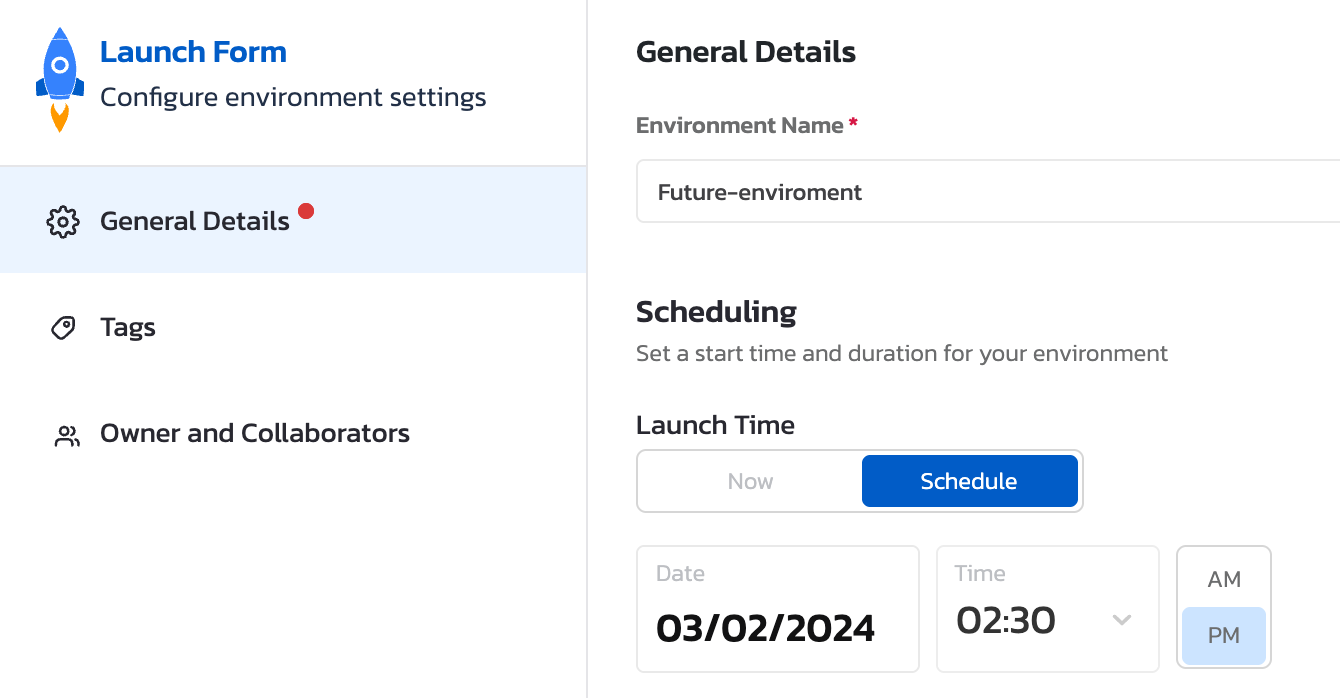 Launch Form
Configure environment settings
General Details
Tags
Owner and Collaborators
General Details
Environment Name *
Future-enviroment
Scheduling
Set a start time and duration for your environment
Launch Time
Now
Schedule
Date
03/02/2024
Time
02:30
AM
PM